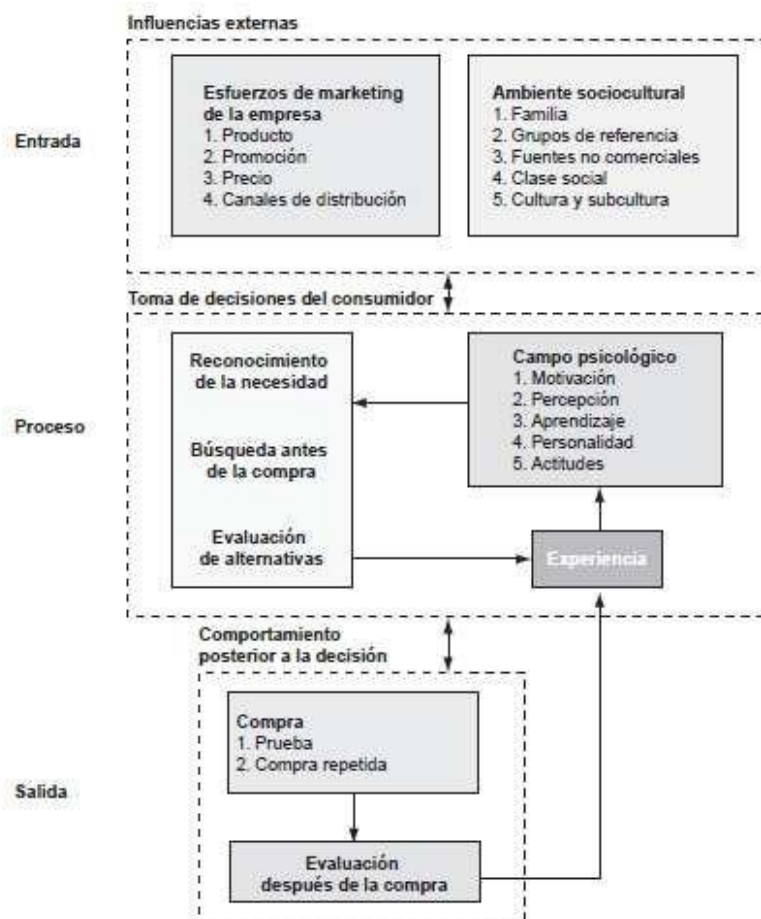 Influencias externas
Entrada
Esfuerzos de marketing
de la empresa
1. Producto
2. Promoción
3. Precio
4. Canales de distribución
Ambiente sociocultural
1. Familia
2. Grupos de referencia
3. Fuentes no comerciales
4. Clase social
5. Cultura y subcultura
Toma de decisiones del consumidor
Proceso
Reconocimiento
de la necesidad
Búsqueda antes
de la compra
Evaluación
de alternativas
Campo psicológico
1. Motivación
2. Percepción
3. Aprendizaje
4. Personalidad
5. Actitudes
Experiencia
Comportamiento
posterior a la decisión
Salida
Compra
1. Prueba
2. Compra repetida
Evaluación
después de la compra